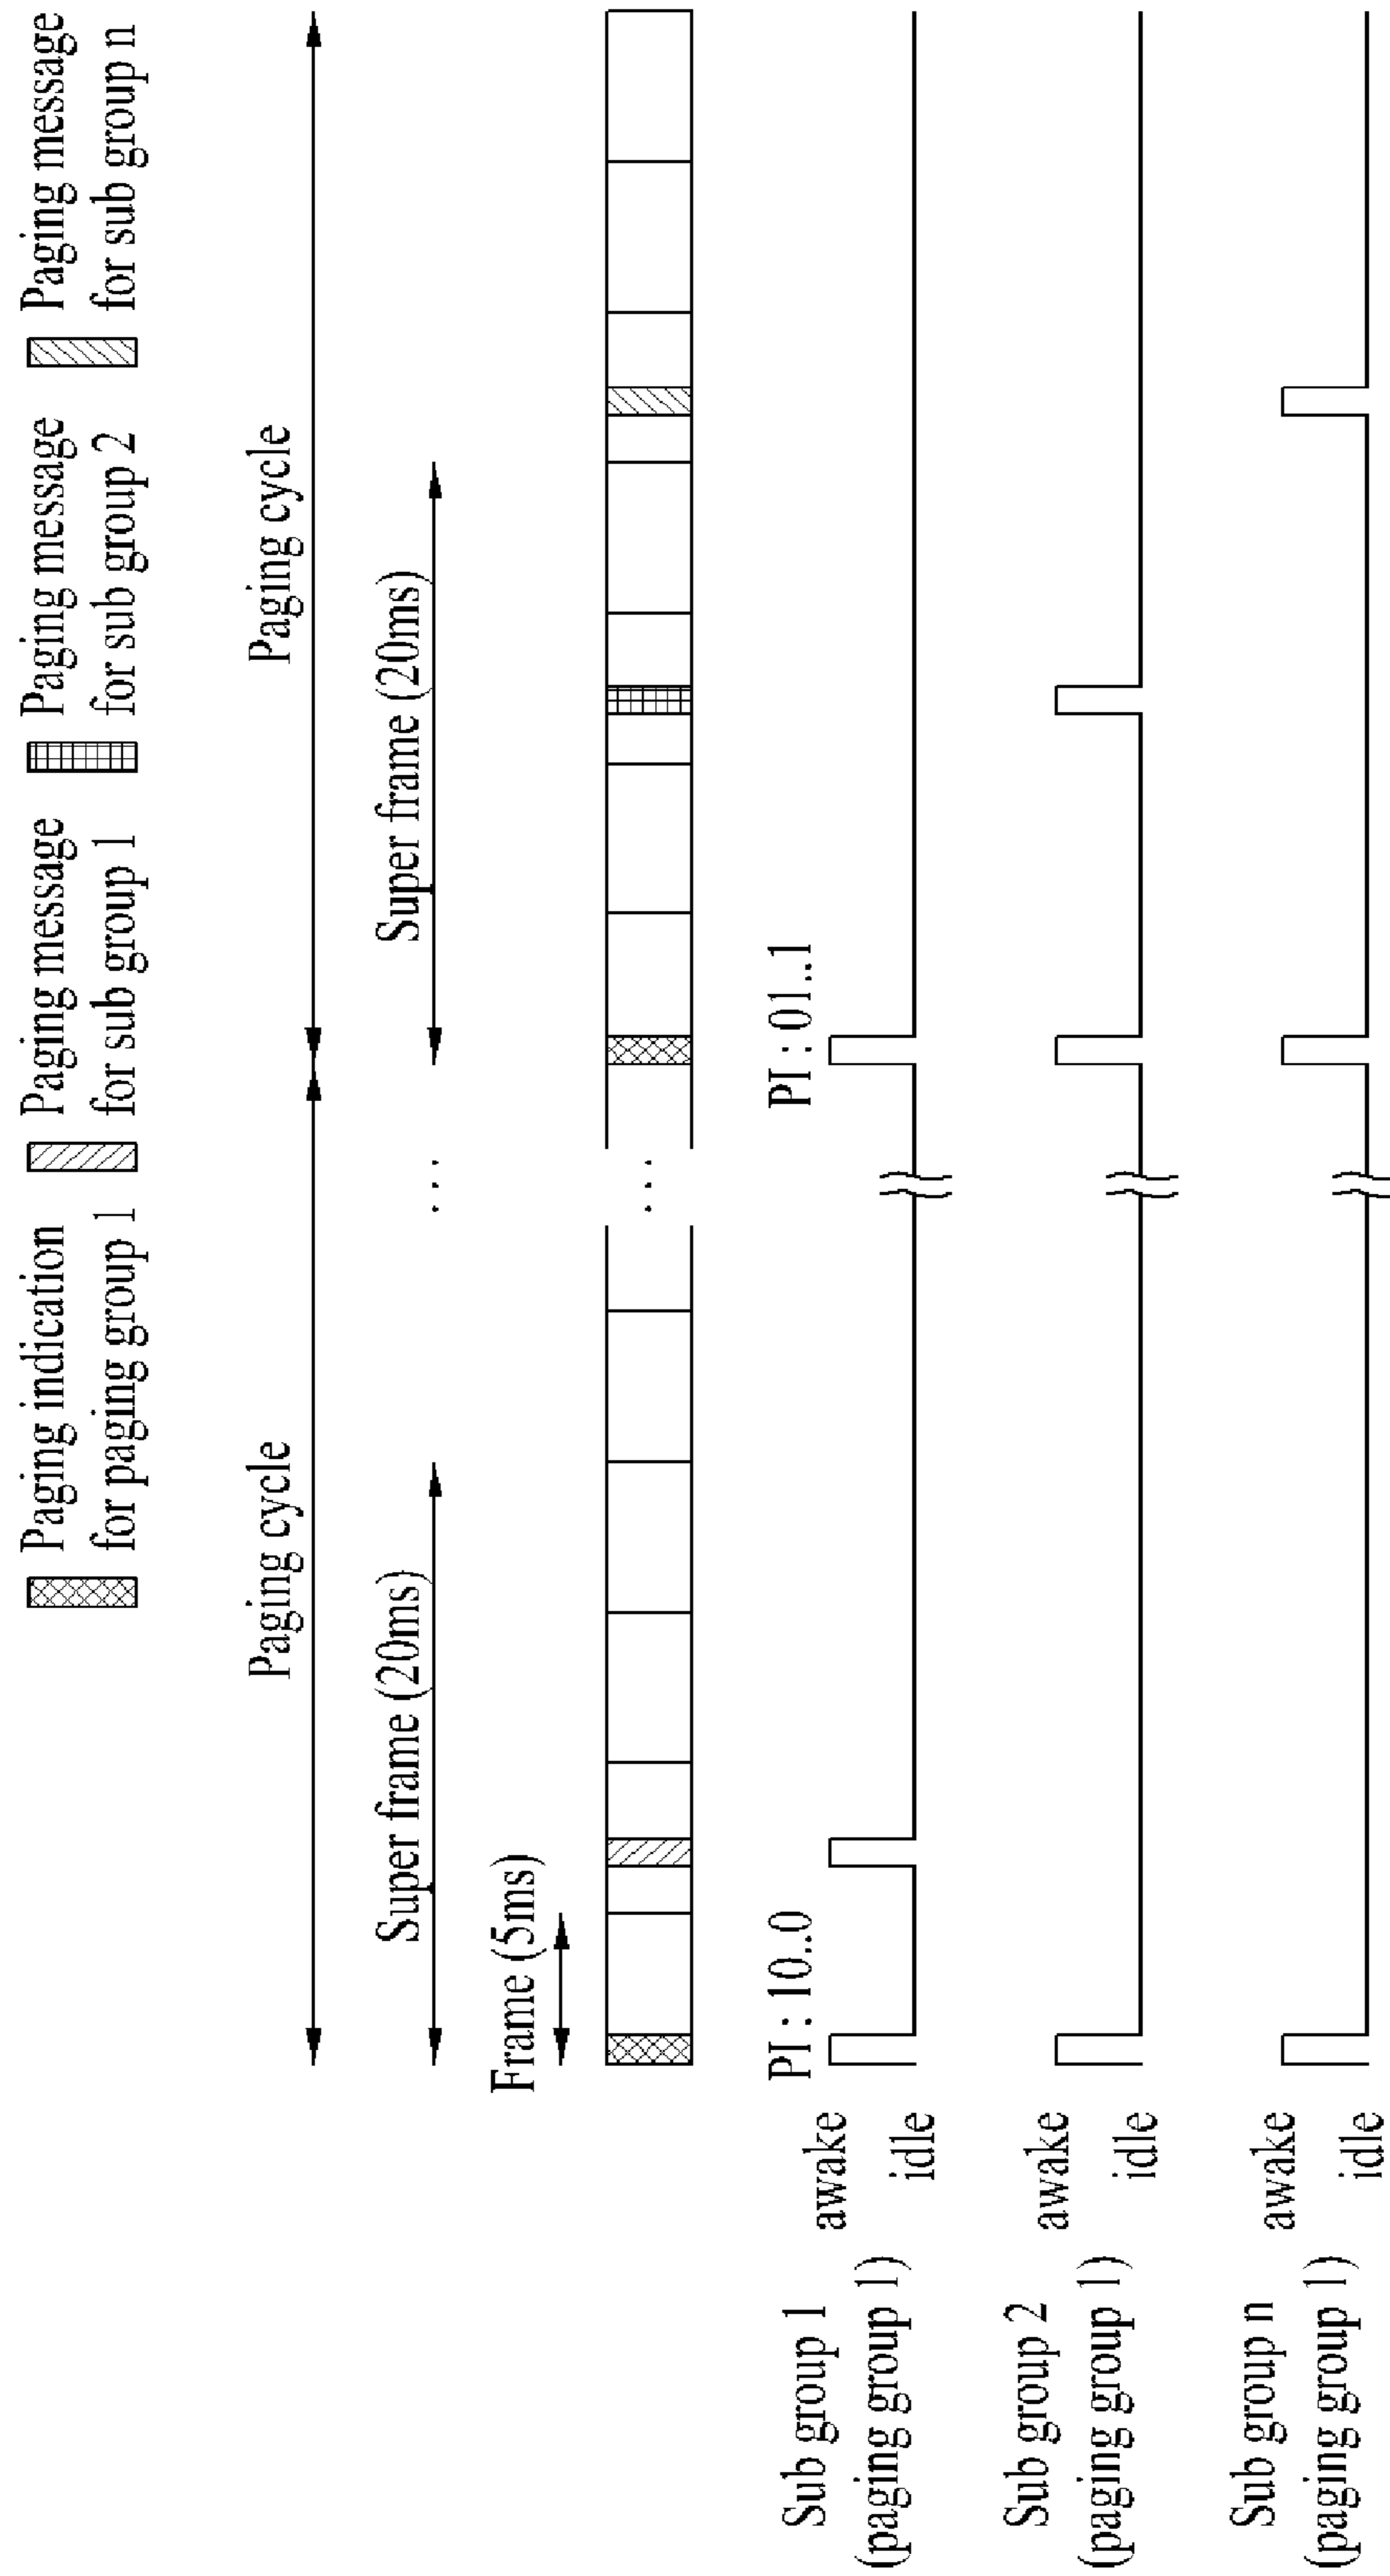 Paging indication
for paging group 1
Paging message
for sub group 1
Paging message
for sub group 2
Paging message
for sub group n
Paging cycle
Paging cycle
Super frame (20ms)
. . .
Super frame (20ms)
Frame (5ms)
. . .
PI : 10..0
PI : 01..1
Sub group 1
(paging group 1)
awake
idle
Sub group 2
(paging group 1)
awake
idle
Sub group n
(paging group 1)
awake
idle